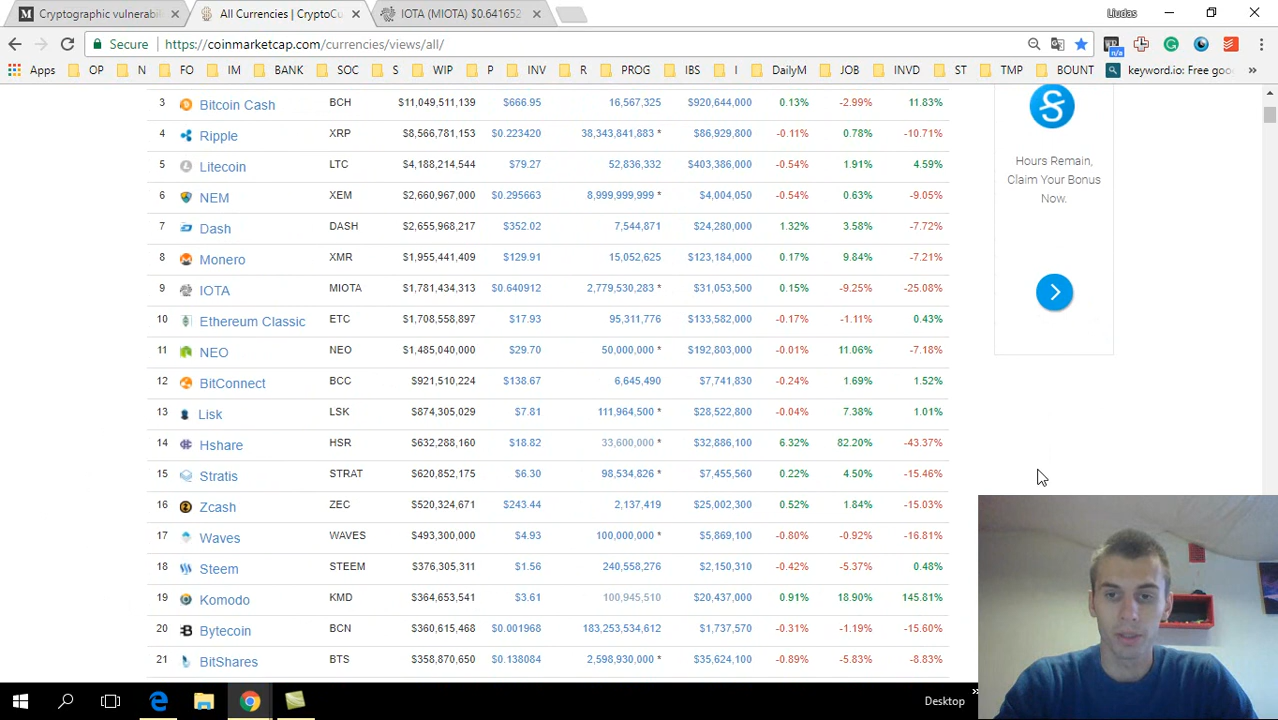 Cryptographic vulnerabil
All Currencies | CryptoCu
IOTA (MIOTA) $0.641652
Liudas
Secure
https://coinmarketcap.com/currencies/views/all/
n/a
Apps OP N FO IM BANK SOC S WIP P INV R PROG IBS I DailyM DB INVD ST TMP BOUNT keyword.io: Free goo »
3 Bitcoin Cash BCH $11,049,511,139 $666.95 16,567,325 $920,644,000 0.13% -2.99% 11.83%
4 Ripple XRP $8,566,781,153 $0.223420 38,343,841,883 * $86,929,800 -0.11% 0.78% -10.71%
5 Litecoin LTC $4,188,214,544 $79.27 52,836,332 $403,386,000 -0.54% 1.91% 4.59%
6 NEM XEM $2,660,967,000 $0.295663 8,999,999,999 * $4,004,050 -0.54% 0.63% -9.05%
7 Dash DASH $2,655,968,217 $352.02 7,544,871 $24,280,000 1.32% 3.58% -7.72%
8 Monero XMR $1,955,441,409 $129.91 15,052,625 $123,184,000 0.17% 9.84% -7.21%
9 IOTA MIOTA $1,781,434,313 $0.640912 2,779,530,283 * $31,053,500 0.15% -9.25% -25.08%
10 Ethereum Classic ETC $1,708,558,897 $17.93 95,311,776 $133,582,000 -0.17% -1.11% 0.43%
11 NEO NEO $1,485,040,000 $29.70 50,000,000 * $192,803,000 -0.01% 11.06% -7.18%
12 BitConnect BCC $921,510,224 $138.67 6,645,490 $7,741,830 -0.24% 1.69% 1.52%
13 Lisk LSK $874,305,029 $7.81 111,964,500 * $28,522,800 -0.04% 7.38% 1.01%
14 Hshare HSR $632,288,160 $18.82 33,600,000 * $32,886,100 6.32% 82.20% -43.37%
15 Stratis STRAT $620,852,175 $6.30 98,534,826 * $7,455,560 0.22% 4.50% -15.46%
16 Zcash ZEC $520,324,671 $243.44 2,137,419 $25,002,300 0.52% 1.84% -15.03%
17 Waves WAVES $493,300,000 $4.93 100,000,000 * $5,869,100 -0.80% -0.92% -16.81%
18 Steem STEEM $376,305,311 $1.56 240,558,276 $2,150,310 -0.42% -5.37% 0.48%
19 Komodo KMD $364,653,541 $3.61 100,945,510 $20,437,000 0.91% 18.90% 145.81%
20 Bytecoin BCN $360,615,468 $0.001968 183,253,534,612 $1,737,570 -0.31% -1.19% -15.60%
21 BitShares BTS $358,870,650 $0.138084 2,598,930,000 * $35,624,100 -0.89% -5.83% -8.83%
Hours Remain,
Claim Your Bonus
Now.
Desktop »